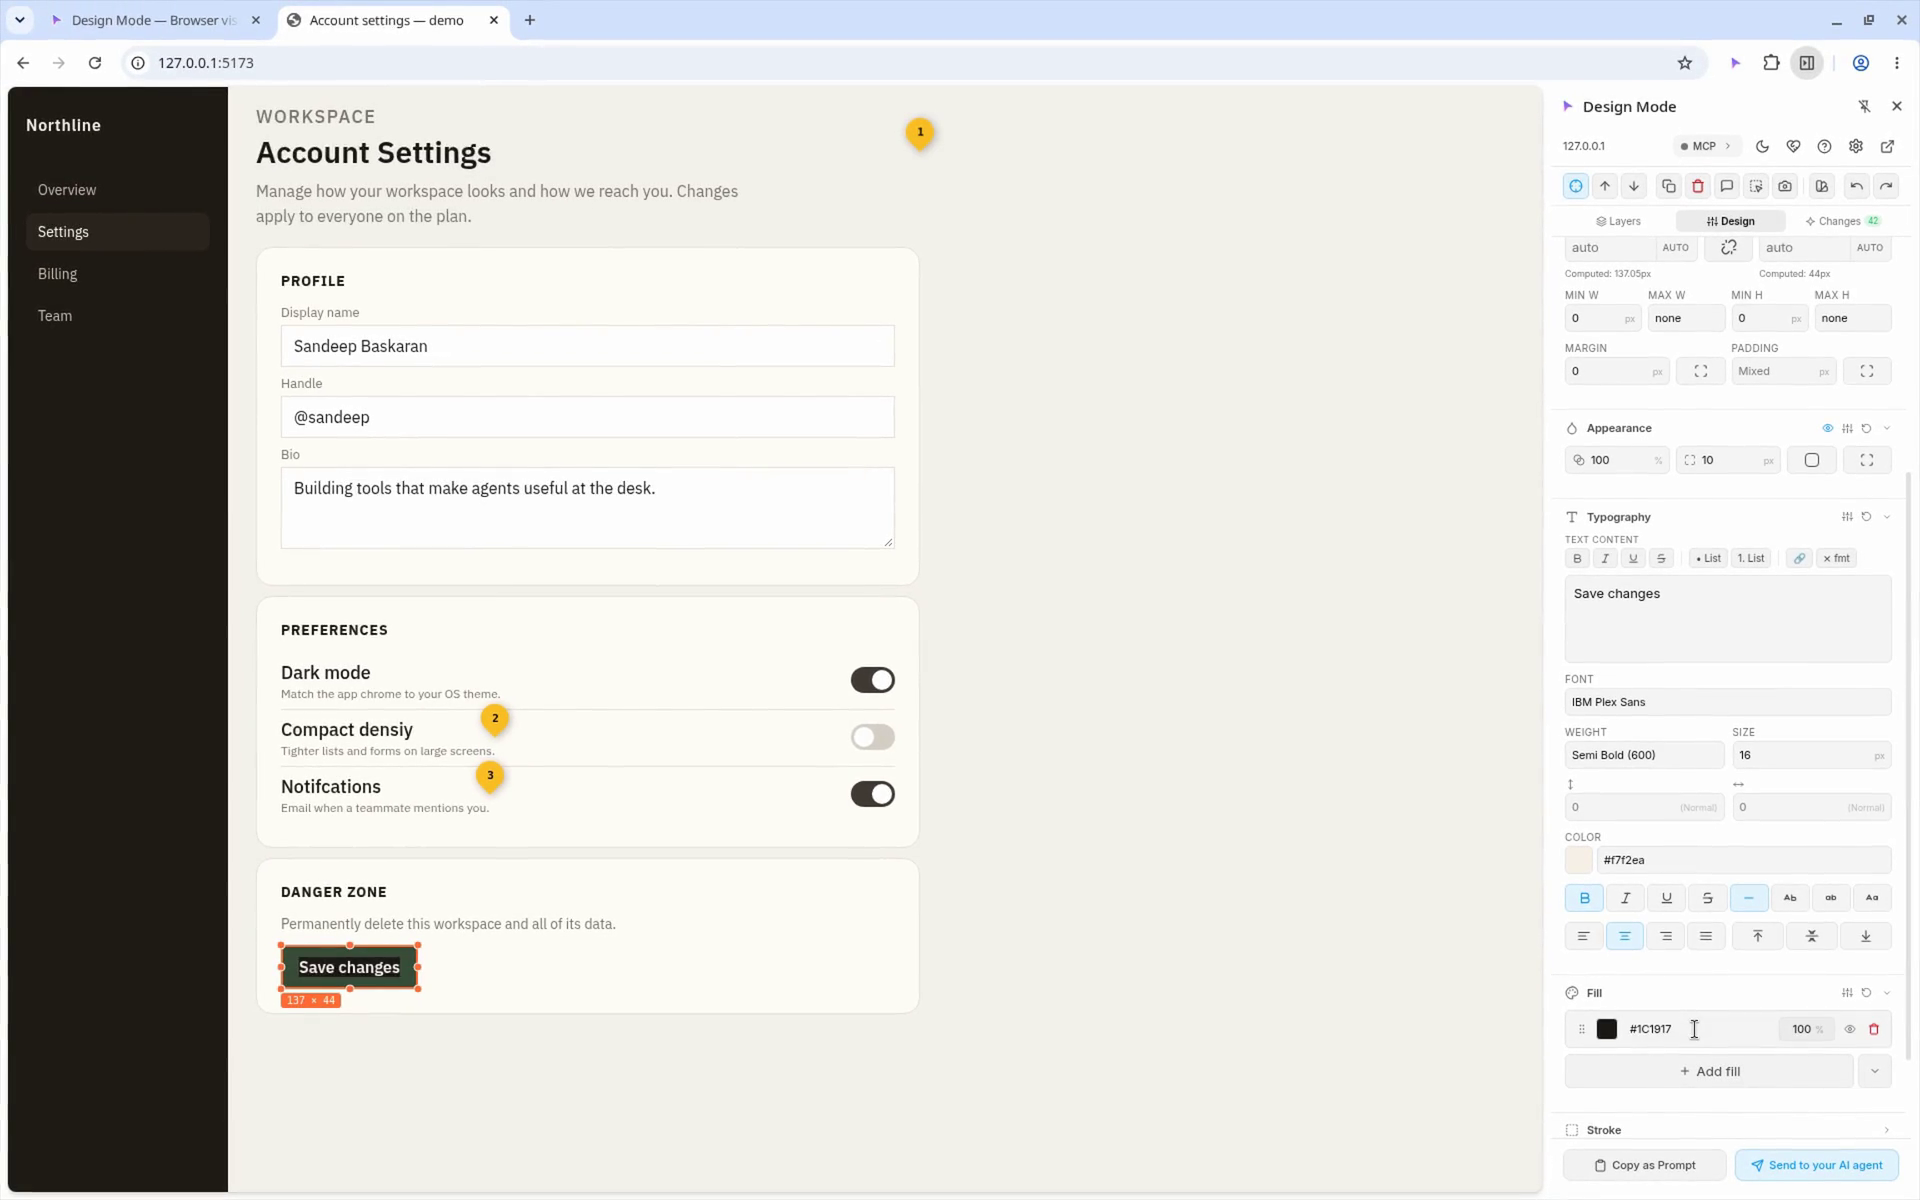 Design Mode — Browser vis
Account settings — demo
127.0.0.1:5173
Northline
Overview
Settings
Billing
Team
WORKSPACE
Account Settings
Manage how your workspace looks and how we reach you. Changes
apply to everyone on the plan.
1
PROFILE
Display name
Sandeep Baskaran
Handle
@sandeep
Bio
Building tools that make agents useful at the desk.
PREFERENCES
Dark mode
Match the app chrome to your OS theme.
2
Compact densiy
Tighter lists and forms on large screens.
3
Notifcations
Email when a teammate mentions you.
DANGER ZONE
Permanently delete this workspace and all of its data.
Save changes
137 × 44
Design Mode
127.0.0.1
MCP
Layers
Design
Changes 42
auto AUTO auto AUTO
Computed: 137.05px Computed: 44px
MIN W MAX W MIN H MAX H
0 px none 0 px none
MARGIN PADDING
0 px Mixed px
Appearance
100 % 10 px
Typography
TEXT CONTENT
B I U S • List 1. List × fmt
Save changes
FONT
IBM Plex Sans
WEIGHT SIZE
Semi Bold (600) 16 px
0 (Normal) 0 (Normal)
COLOR
#f7f2ea
B I U S — Ab ab Aa
Fill
#1C1917 100 %
+ Add fill
Stroke
Copy as Prompt
Send to your AI agent